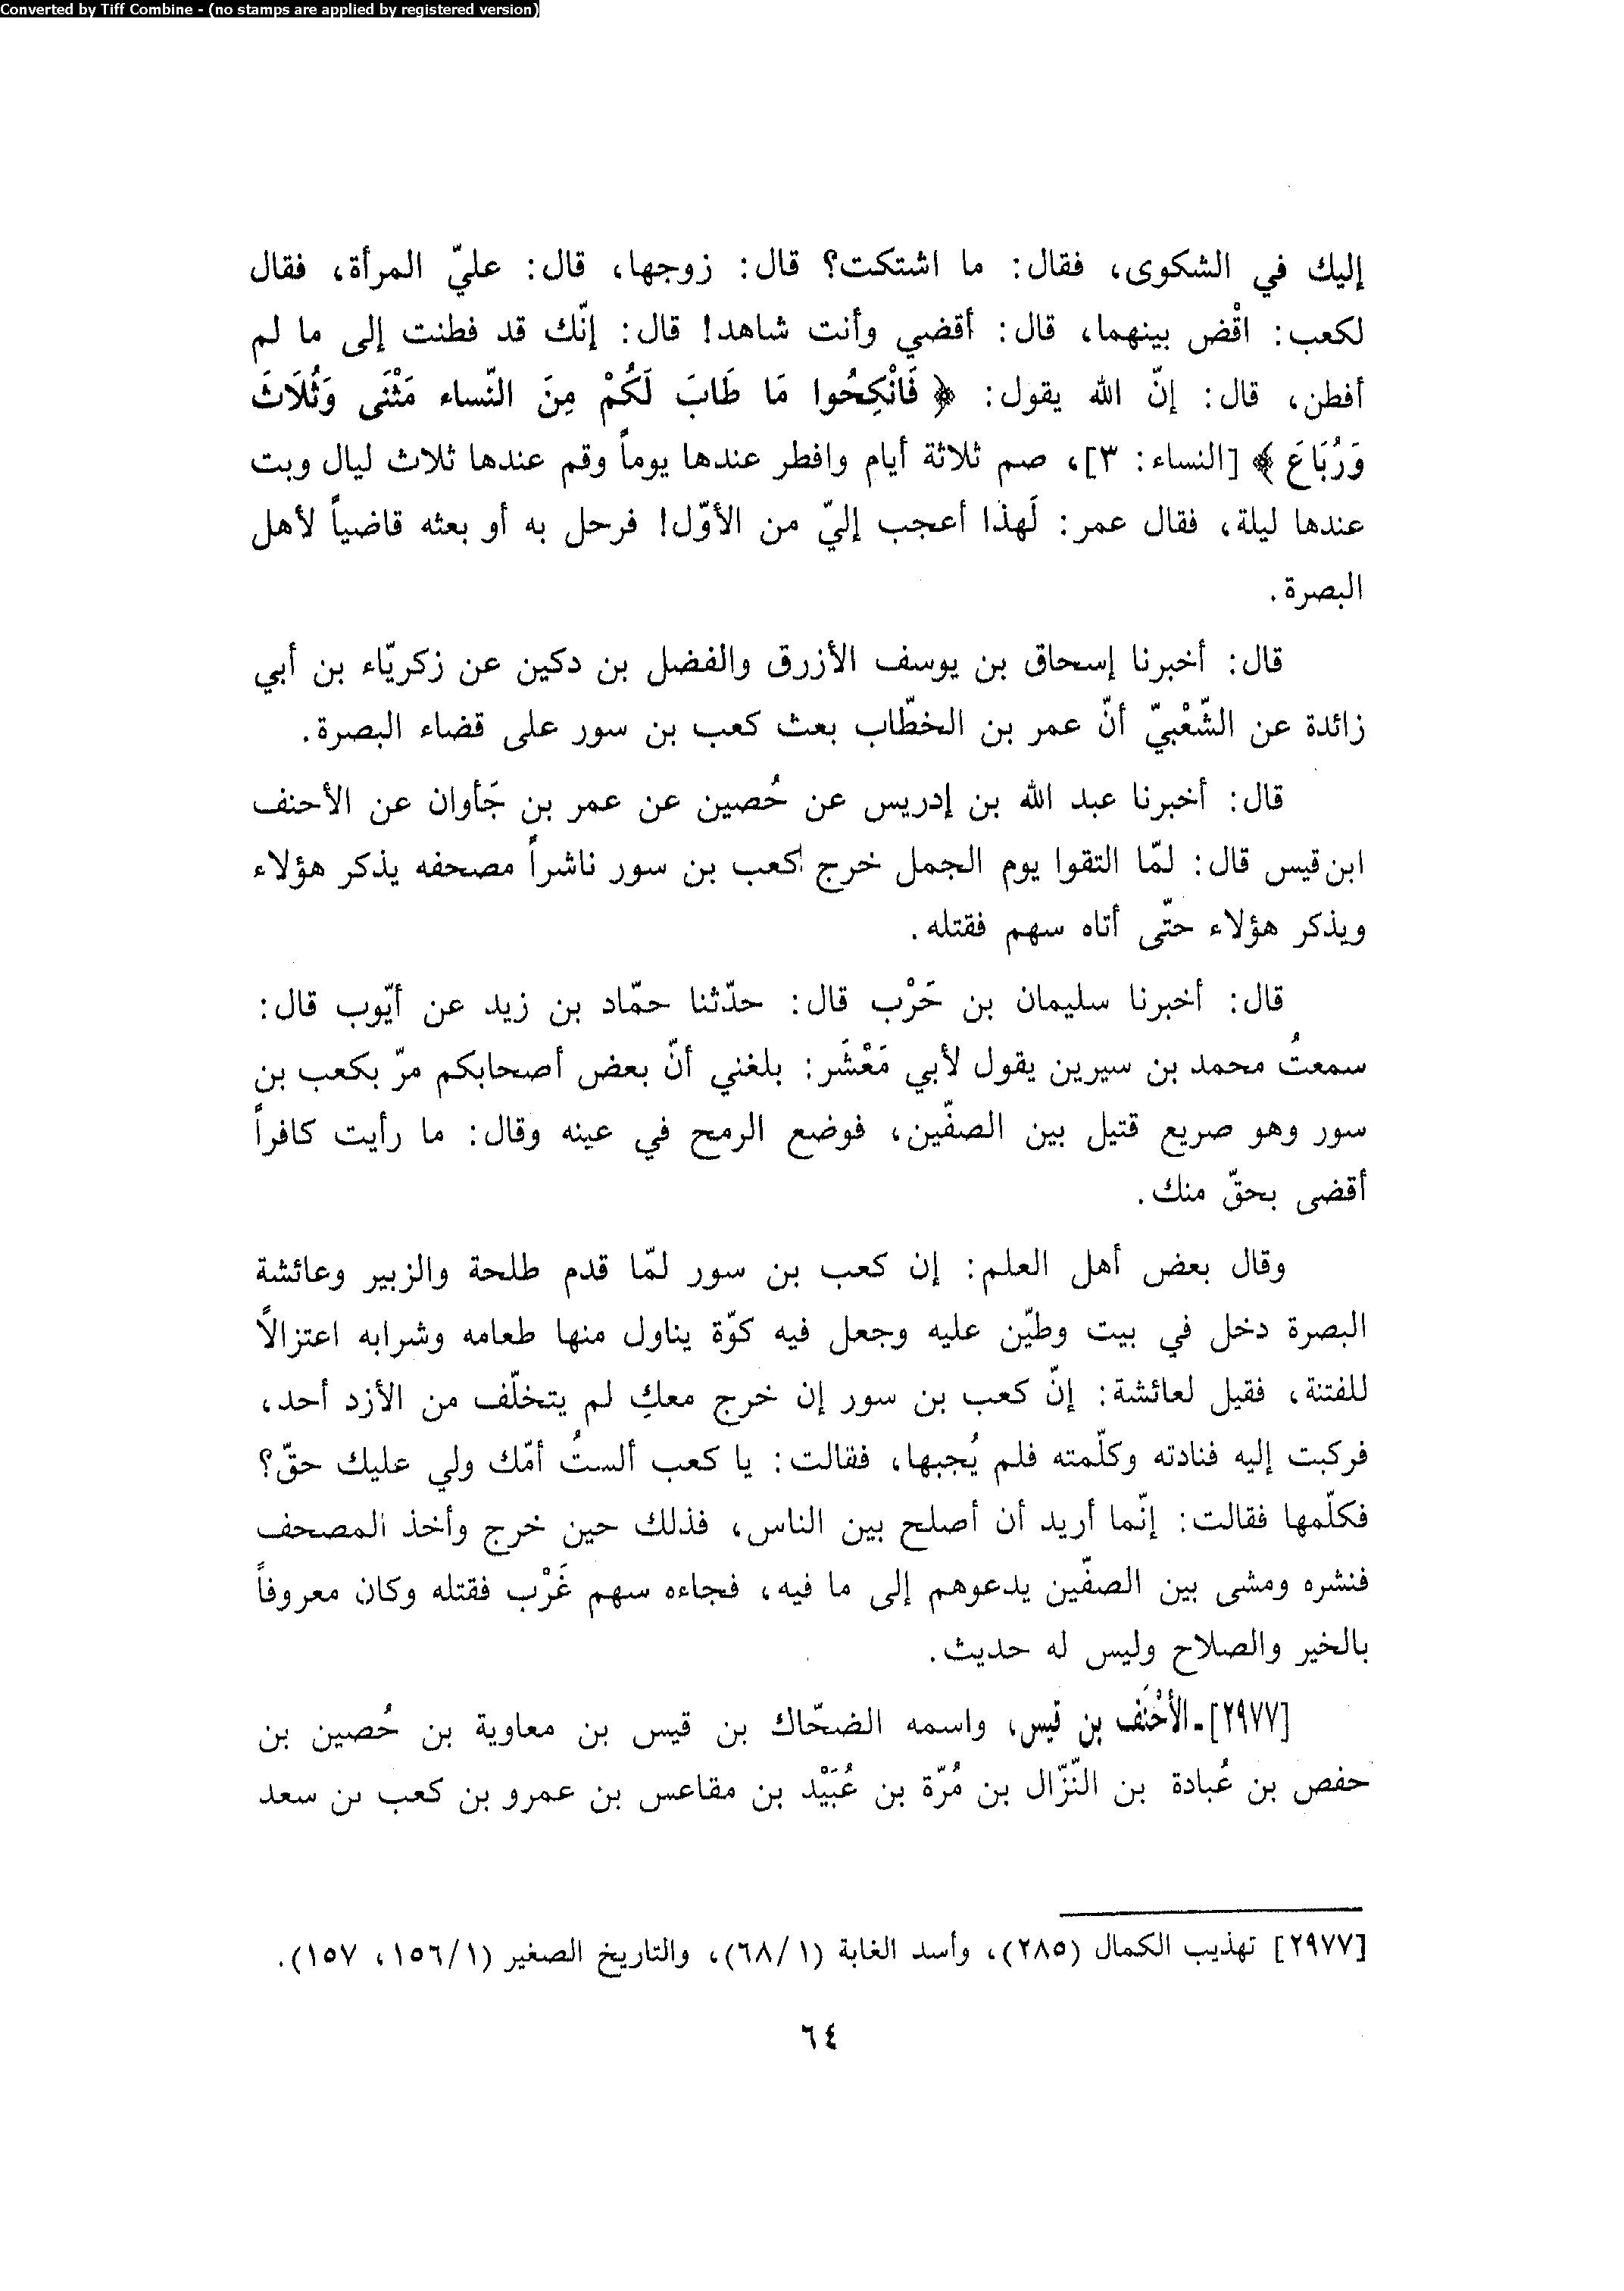 Converted by Tiff Combine - (no stamps are applied by registered version)
إليك في الشكوى، فقال: ما اشتكت؟ قال: زوجها، قال: عليّ المرأة، فقال
لكعب: اقْض بينهما، قال: أقضي وأنت شاهد! قال: إنّك قد فطنت إلى ما لم
أفطن، قال: إنّ الله يقول: ﴿ فَانْكِحُوا مَا طَابَ لَكُمْ مِنَ النّساء مَثْنَى وَثُلَاثَ
وَرُبَاعَ ﴾ [النساء: ٣]، صم ثلاثة أيام وافطر عندها يوماً وقم عندها ثلاث ليال وبت
عندها ليلة، فقال عمر: لَهذا أعجب إليّ من الأوّل! فرحل به أو بعثه قاضياً لأهل
البصرة.
قال: أخبرنا إسحاق بن يوسف الأزرق والفضل بن دكين عن زكريّاء بن أبي
زائدة عن الشّعْبيّ أنّ عمر بن الخطّاب بعث كعب بن سور على قضاء البصرة.
قال: أخبرنا عبد الله بن إدريس عن حُصين عن عمر بن جَأوان عن الأحنف
ابن قيس قال: لمّا التقوا يوم الجمل خرج كعب بن سور ناشراً مصحفه يذكر هؤلاء
ويذكر هؤلاء حتّى أتاه سهم فقتله.
قال: أخبرنا سليمان بن حَرْب قال: حدّثنا حمّاد بن زيد عن أيّوب قال:
سمعتُ محمد بن سيرين يقول لأبي مَعْشَر: بلغني أنّ بعض أصحابكم مرّ بكعب بن
سور وهو صريع قتيل بين الصفّين، فوضع الرمح في عينه وقال: ما رأيت كافراً
أقضى بحقّ منك.
وقال بعض أهل العلم: إن كعب بن سور لمّا قدم طلحة والزبير وعائشة
البصرة دخل في بيت وطيّن عليه وجعل فيه كوّة يناول منها طعامه وشرابه اعتزالاً
للفتنة، فقيل لعائشة: إنّ كعب بن سور إن خرج معكِ لم يتخلّف من الأزد أحد،
فركبت إليه فنادته وكلّمته فلم يُجبها، فقالت: يا كعب ألستُ أمّك ولي عليك حقّ؟
فكلّمها فقالت: إنّما أريد أن أصلح بين الناس، فذلك حين خرج وأخذ المصحف
فنشره ومشى بين الصفّين يدعوهم إلى ما فيه، فجاءه سهم غَرْب فقتله وكان معروفاً
بالخير والصلاح وليس له حديث.
[٢٩٧٧] ـ الأحْنَف بن قيس، واسمه الضحّاك بن قيس بن معاوية بن حُصين بن
حفص بن عُبادة بن النّزّال بن مُرّة بن عُبَيْد بن مقاعس بن عمرو بن كعب بن سعد
[٢٩٧٧] تهذيب الكمال (٢٨٥)، وأسد الغابة (١/ ٦٨)، والتاريخ الصغير (١/ ١٥٦، ١٥٧).
٦٤